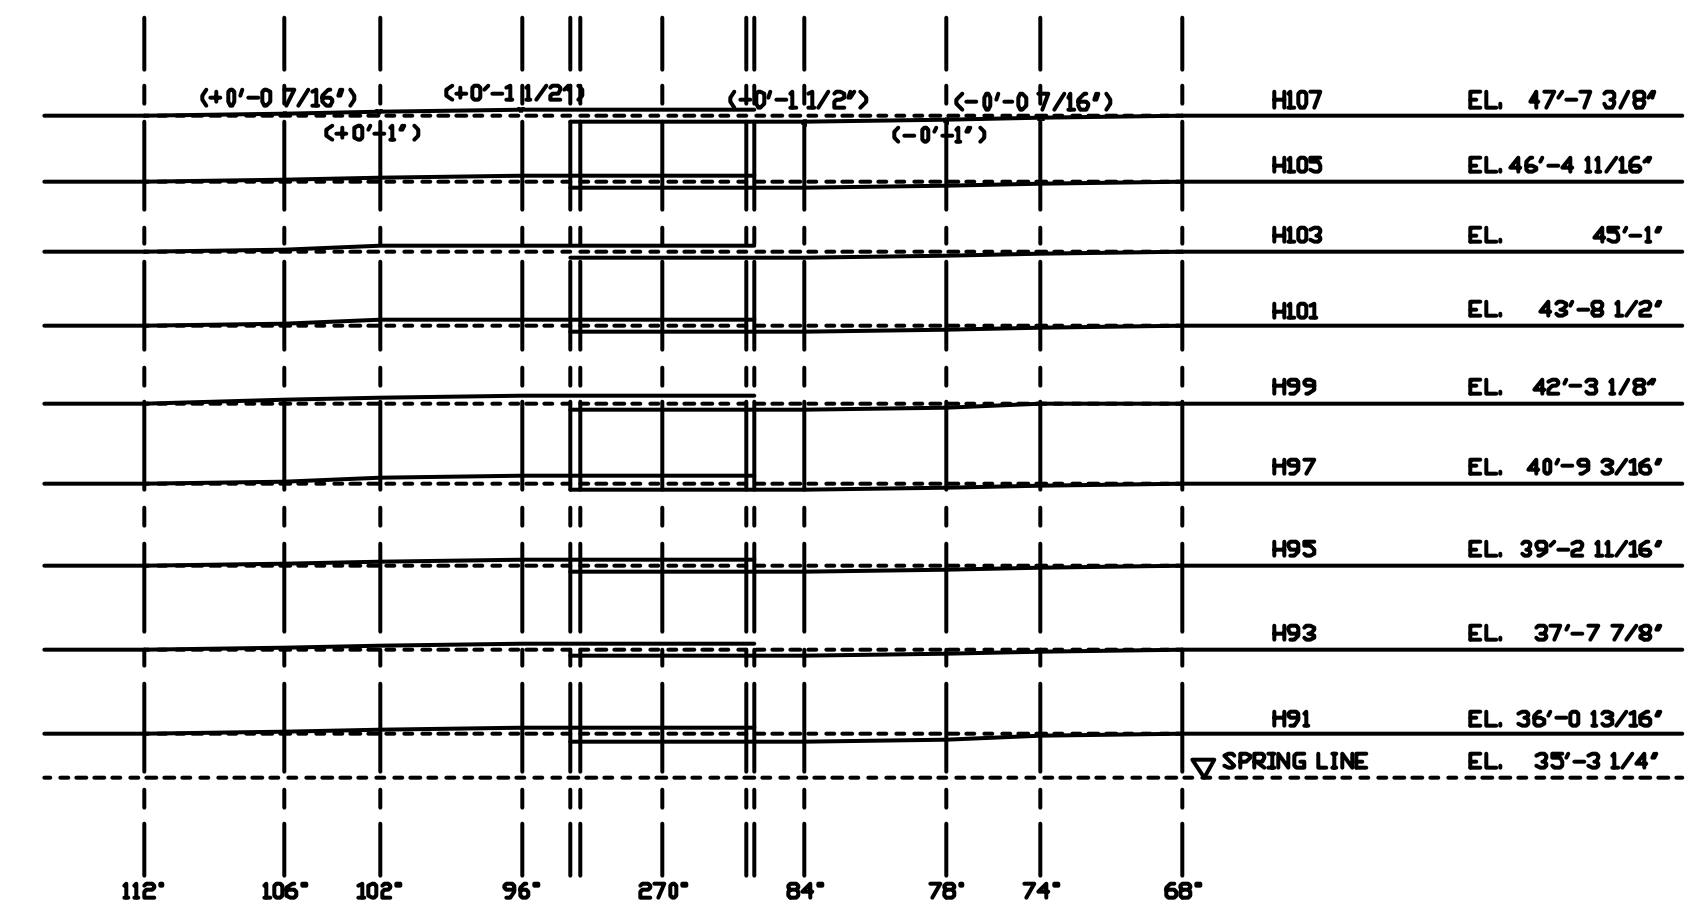 (+0'-0 7/16") (+0'-1 1/2") (+0'-1 1/2") (-0'-0 7/16") H107 EL. 47'-7 3/8"
(+0'-1") (-0'-1")
H105 EL. 46'-4 11/16"
H103 EL. 45'-1"
H101 EL. 43'-8 1/2"
H99 EL. 42'-3 1/8"
H97 EL. 40'-9 3/16"
H95 EL. 39'-2 11/16"
H93 EL. 37'-7 7/8"
H91 EL. 36'-0 13/16"
SPRING LINE EL. 35'-3 1/4"
112° 106° 102° 96° 270° 84° 78° 74° 68°